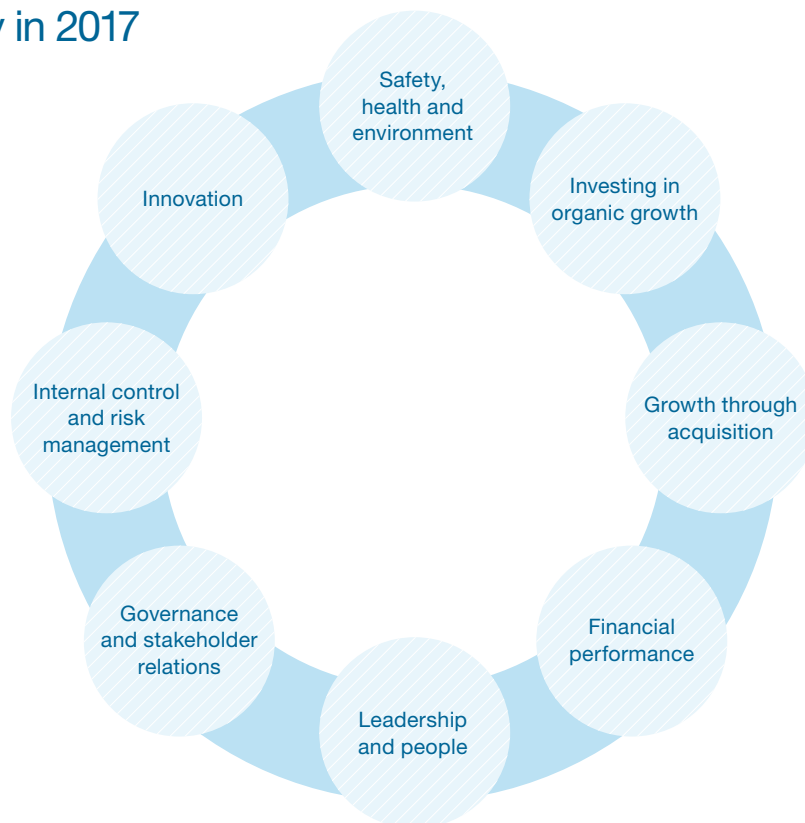 in 2017
Safety,
health and
environment
Investing in
organic growth
Growth through
acquisition
Financial
performance
Leadership
and people
Governance
and stakeholder
relations
Internal control
and risk
management
Innovation